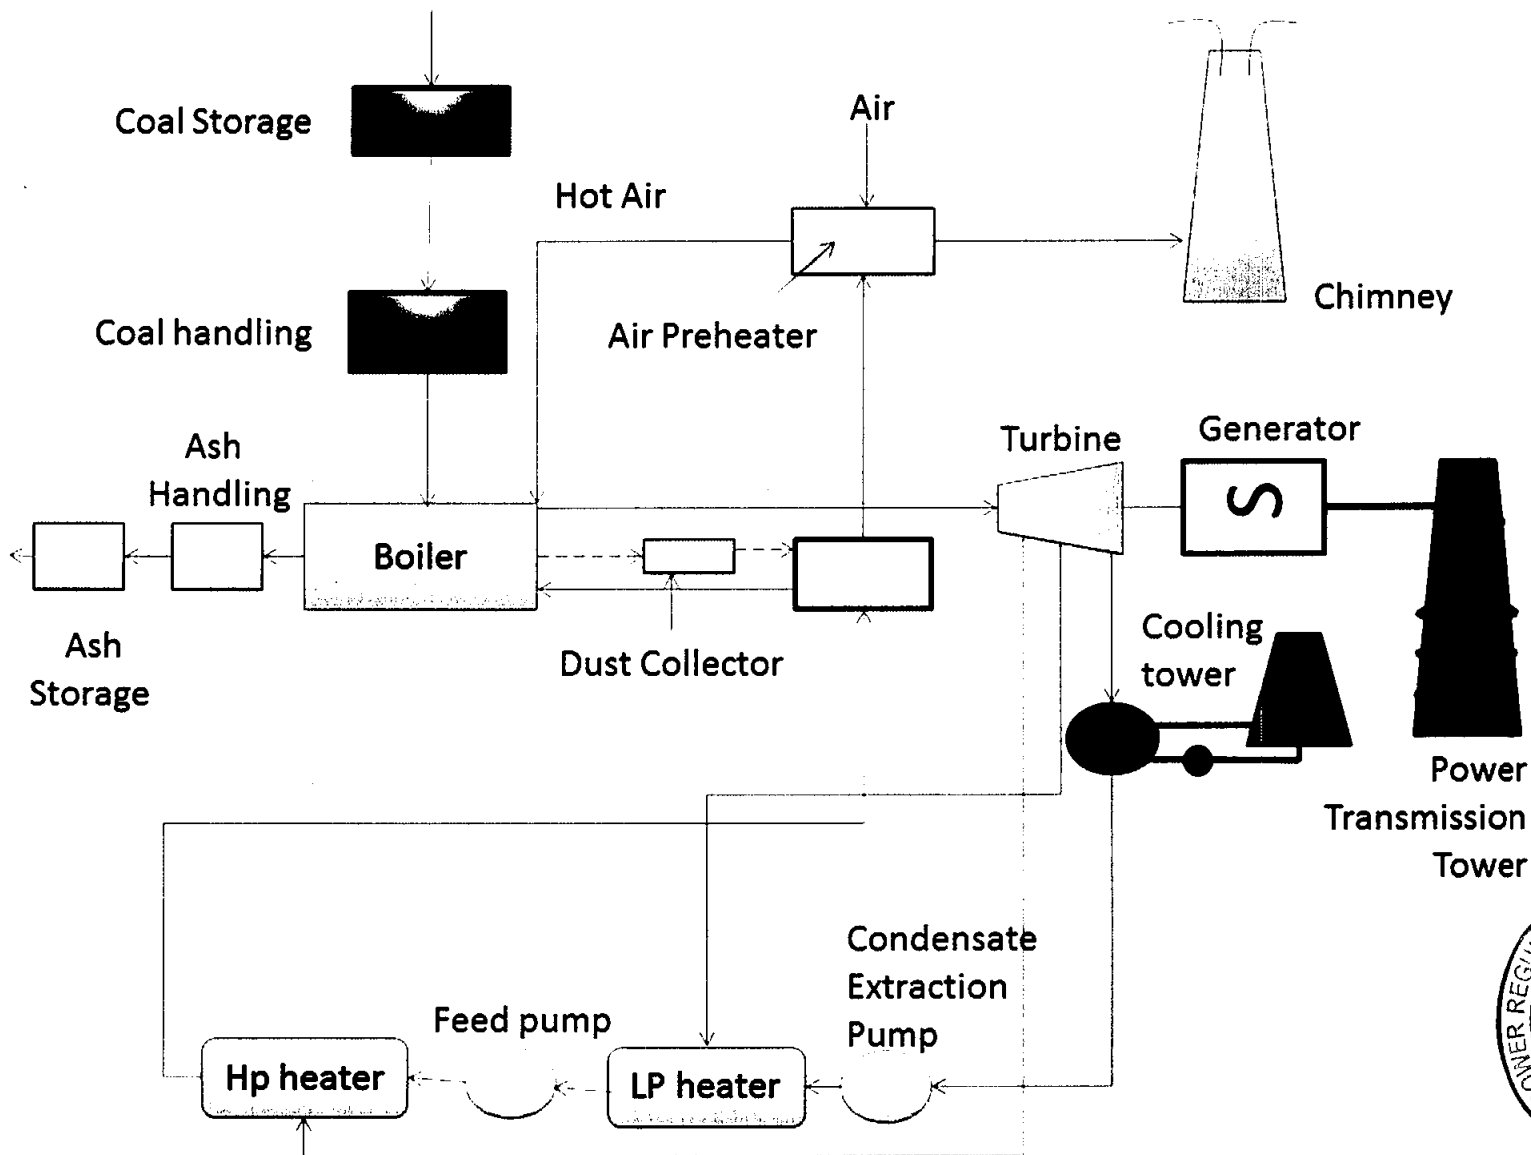 Coal Storage
Air
Hot Air
Chimney
Coal handling
Air Preheater
Ash
Handling
Turbine
Generator
S
Boiler
Dust Collector
Ash
Storage
Cooling
tower
Power
Transmission
Tower
Condensate
Extraction
Pump
Feed pump
Hp heater
LP heater